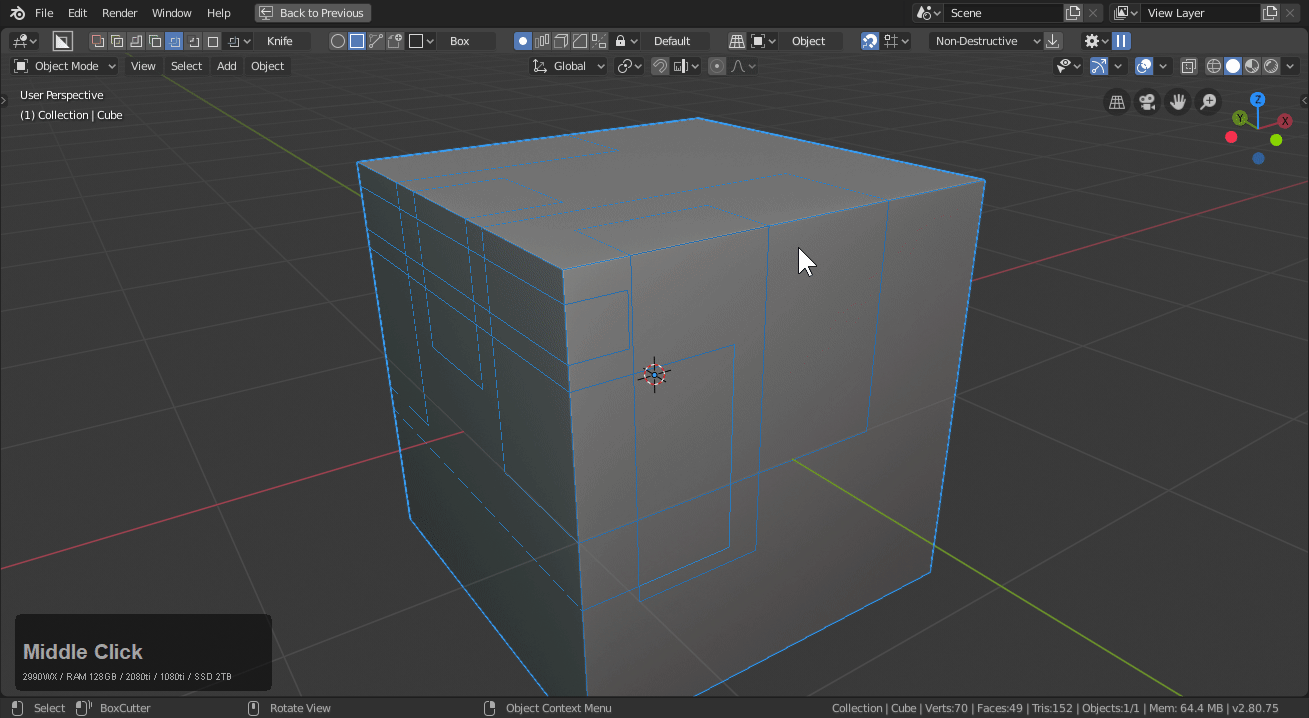 File Edit Render Window Help Back to Previous Scene View Layer
Knife Box Default Object Non-Destructive
Object Mode View Select Add Object Global
User Perspective
(1) Collection | Cube
Z
Y
X
Middle Click
2990WX / RAM 128GB / 2080ti / 1080ti / SSD 2TB
Select BoxCutter Rotate View Object Context Menu Collection | Cube | Verts:70 | Faces:49 | Tris:152 | Objects:1/1 | Mem: 64.4 MB | v2.80.75